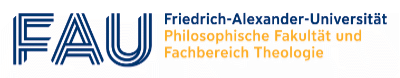 FAU
Friedrich-Alexander-Universität
Philosophische Fakultät und
Fachbereich Theologie